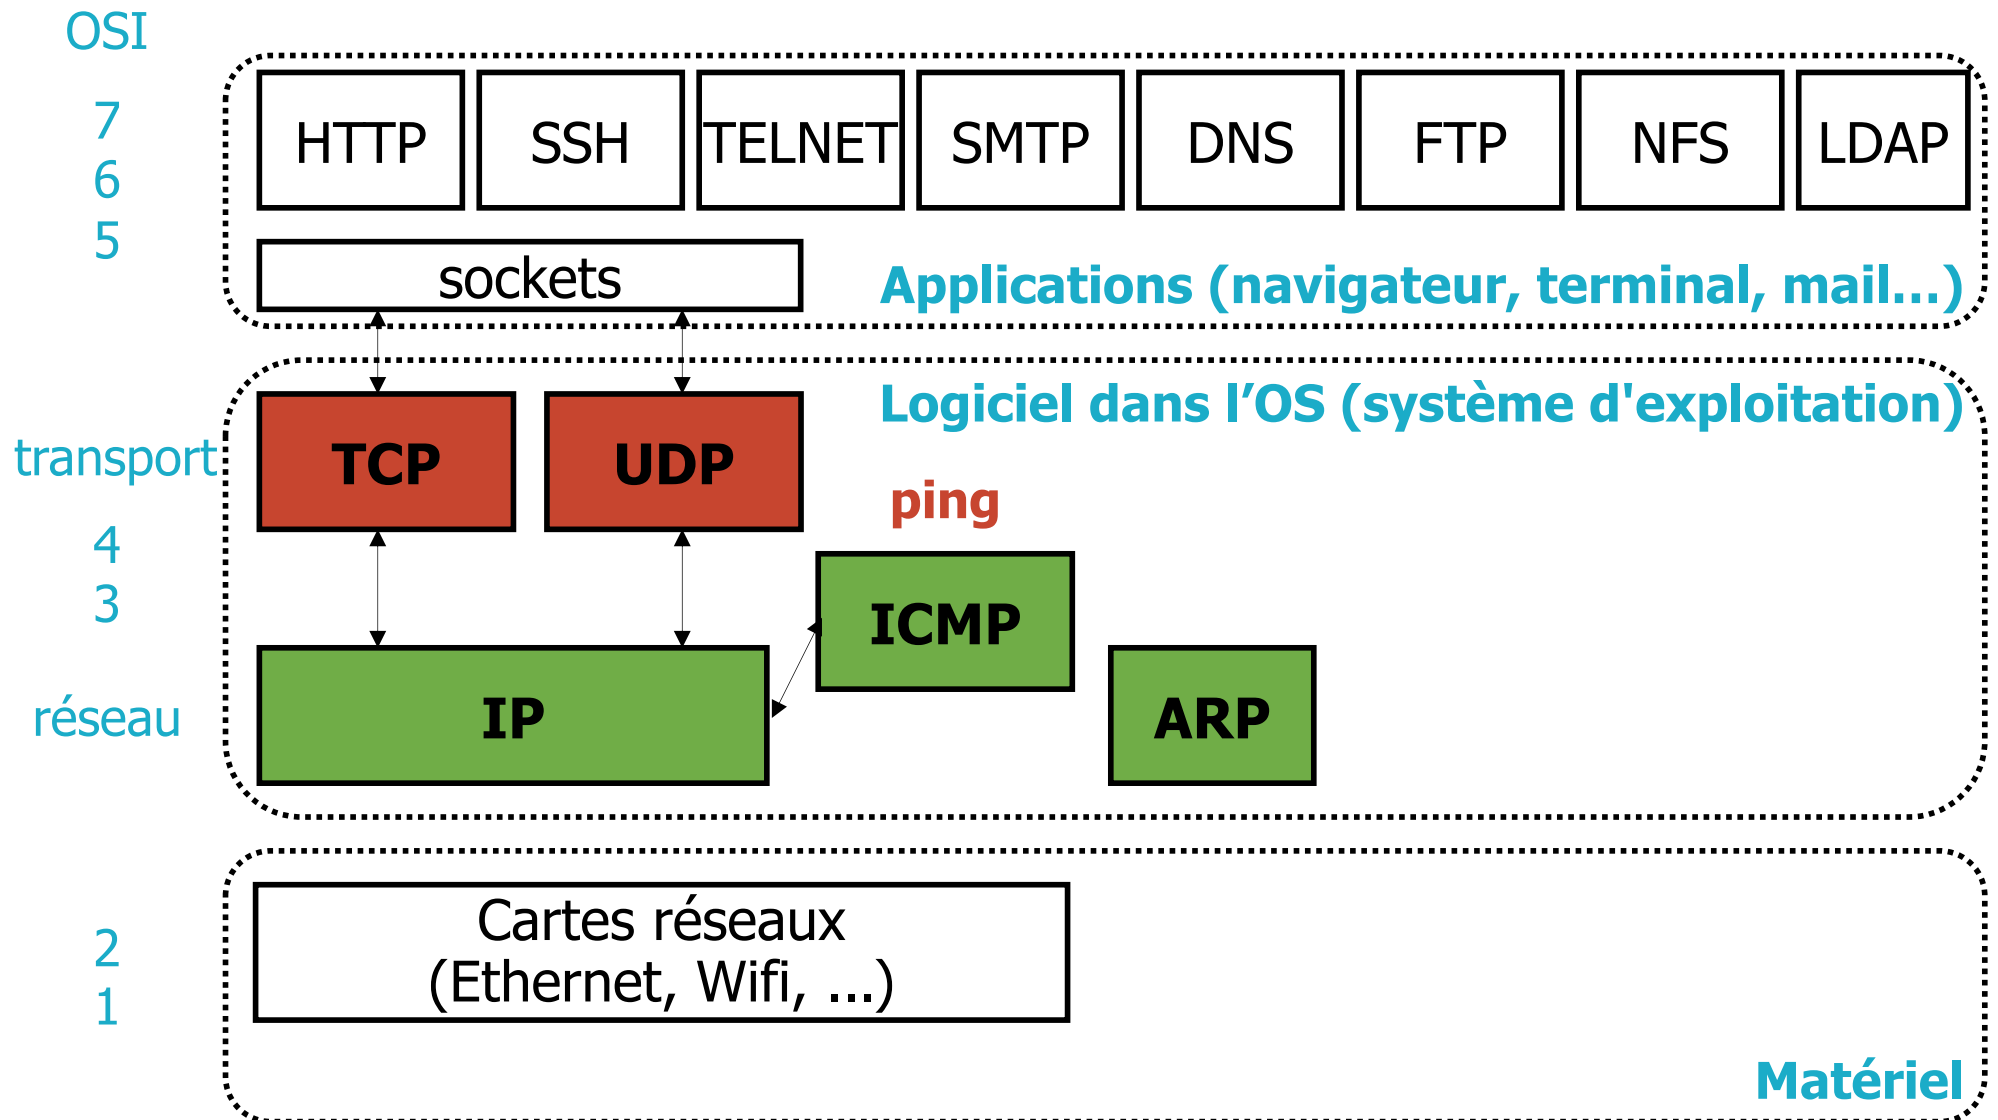 OSI
7
6
5
HTTP
SSH
TELNET
SMTP
DNS
FTP
NFS
LDAP
sockets
Applications (navigateur, terminal, mail...)
Logiciel dans l’OS (système d'exploitation)
transport
TCP
UDP
ping
4
3
ICMP
réseau
IP
ARP
2
1
Cartes réseaux
(Ethernet, Wifi, ...)
Matériel